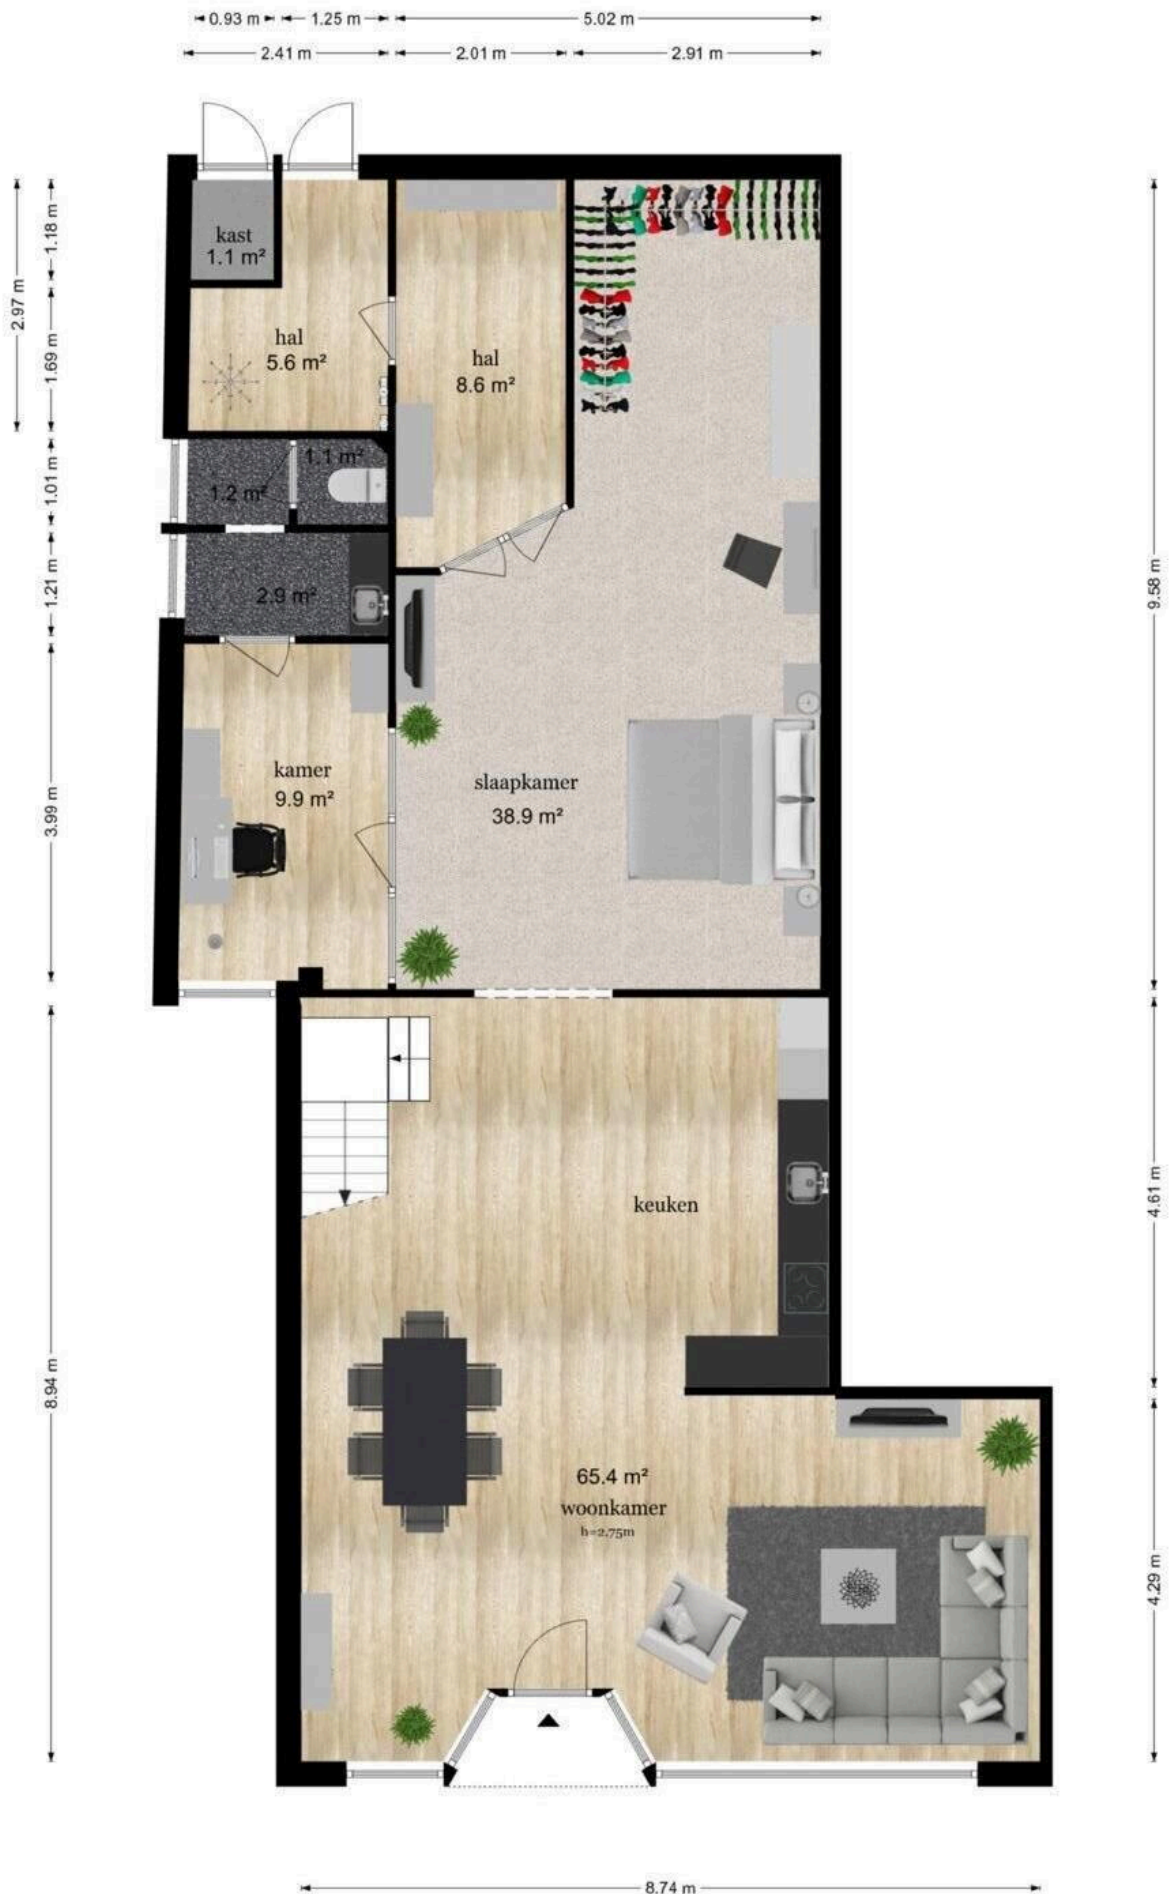 0.93 m
1.25 m
5.02 m
2.41 m
2.01 m
2.91 m
2.97 m
1.18 m
1.69 m
1.01 m
1.21 m
3.99 m
8.94 m
9.58 m
4.61 m
4.29 m
kast
1.1 m²
hal
5.6 m²
hal
8.6 m²
1.1 m²
1.2 m²
2.9 m²
kamer
9.9 m²
slaapkamer
38.9 m²
keuken
65.4 m²
woonkamer
h=2.75m
8.74 m